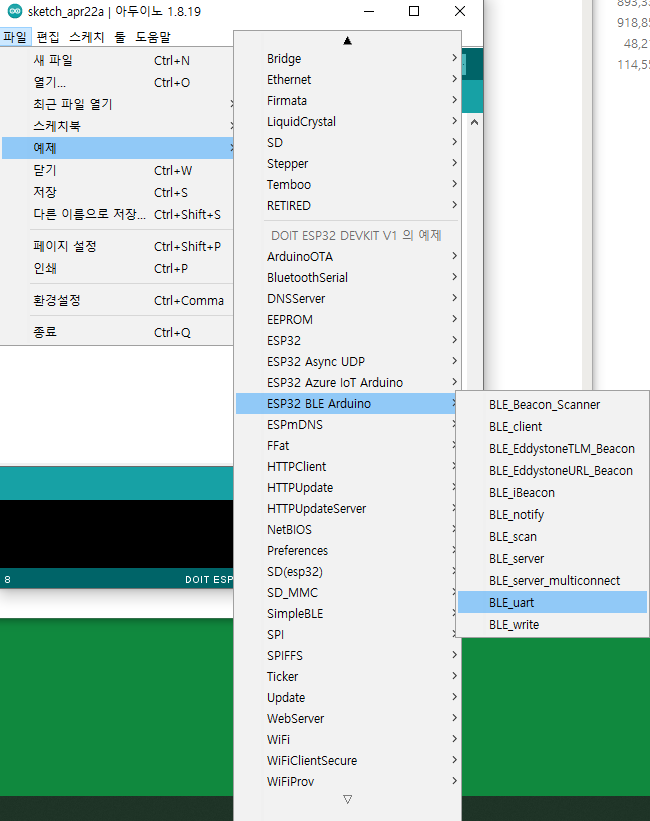 sketch_apr22a | 아두이노 1.8.19
파일 편집 스케치 툴 도움말
새 파일 Ctrl+N
열기... Ctrl+O
최근 파일 열기
스케치북
예제
닫기 Ctrl+W
저장 Ctrl+S
다른 이름으로 저장... Ctrl+Shift+S
페이지 설정 Ctrl+Shift+P
인쇄 Ctrl+P
환경설정 Ctrl+Comma
종료 Ctrl+Q
8 DOIT ESP
Bridge
Ethernet
Firmata
LiquidCrystal
SD
Stepper
Temboo
RETIRED
DOIT ESP32 DEVKIT V1 의 예제
ArduinoOTA
BluetoothSerial
DNSServer
EEPROM
ESP32
ESP32 Async UDP
ESP32 Azure IoT Arduino
ESP32 BLE Arduino
ESPmDNS
FFat
HTTPClient
HTTPUpdate
HTTPUpdateServer
NetBIOS
Preferences
SD(esp32)
SD_MMC
SimpleBLE
SPI
SPIFFS
Ticker
Update
WebServer
WiFi
WiFiClientSecure
WiFiProv
BLE_Beacon_Scanner
BLE_client
BLE_EddystoneTLM_Beacon
BLE_EddystoneURL_Beacon
BLE_iBeacon
BLE_notify
BLE_scan
BLE_server
BLE_server_multiconnect
BLE_uart
BLE_write
893,35
918,85
48,21
114,55